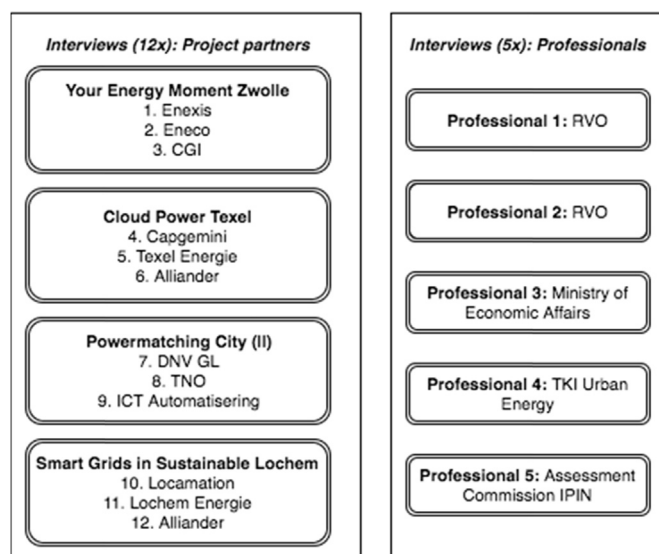 Interviews (12x): Project partners
Your Energy Moment Zwolle
1. Enexis
2. Eneco
3. CGI
Cloud Power Texel
4. Capgemini
5. Texel Energie
6. Alliander
Powermatching City (II)
7. DNV GL
8. TNO
9. ICT Automatisering
Smart Grids in Sustainable Lochem
10. Locamation
11. Lochem Energie
12. Alliander
Interviews (5x): Professionals
Professional 1: RVO
Professional 2: RVO
Professional 3: Ministry of
Economic Affairs
Professional 4: TKI Urban
Energy
Professional 5: Assessment
Commission IPIN